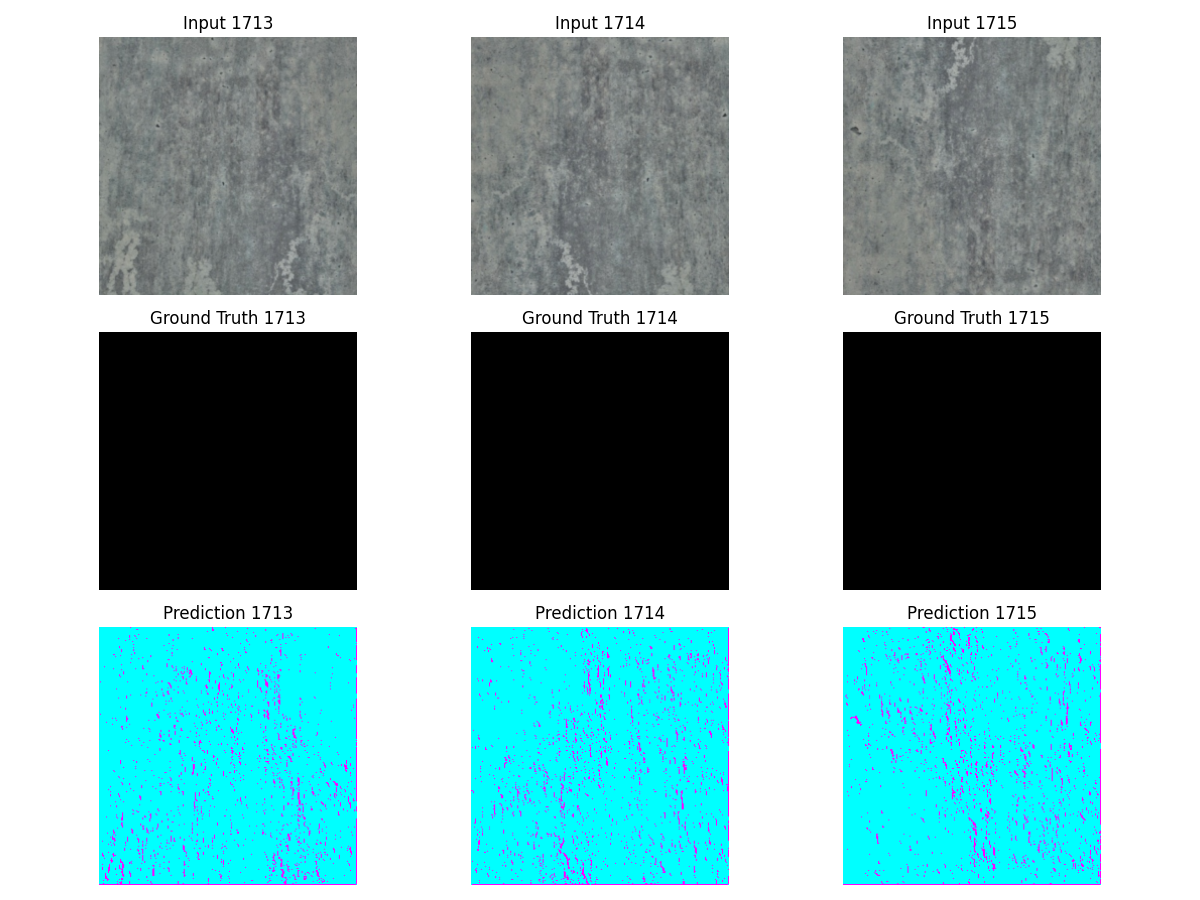 Input 1713
Input 1714
Input 1715
Ground Truth 1713
Ground Truth 1714
Ground Truth 1715
Prediction 1713
Prediction 1714
Prediction 1715